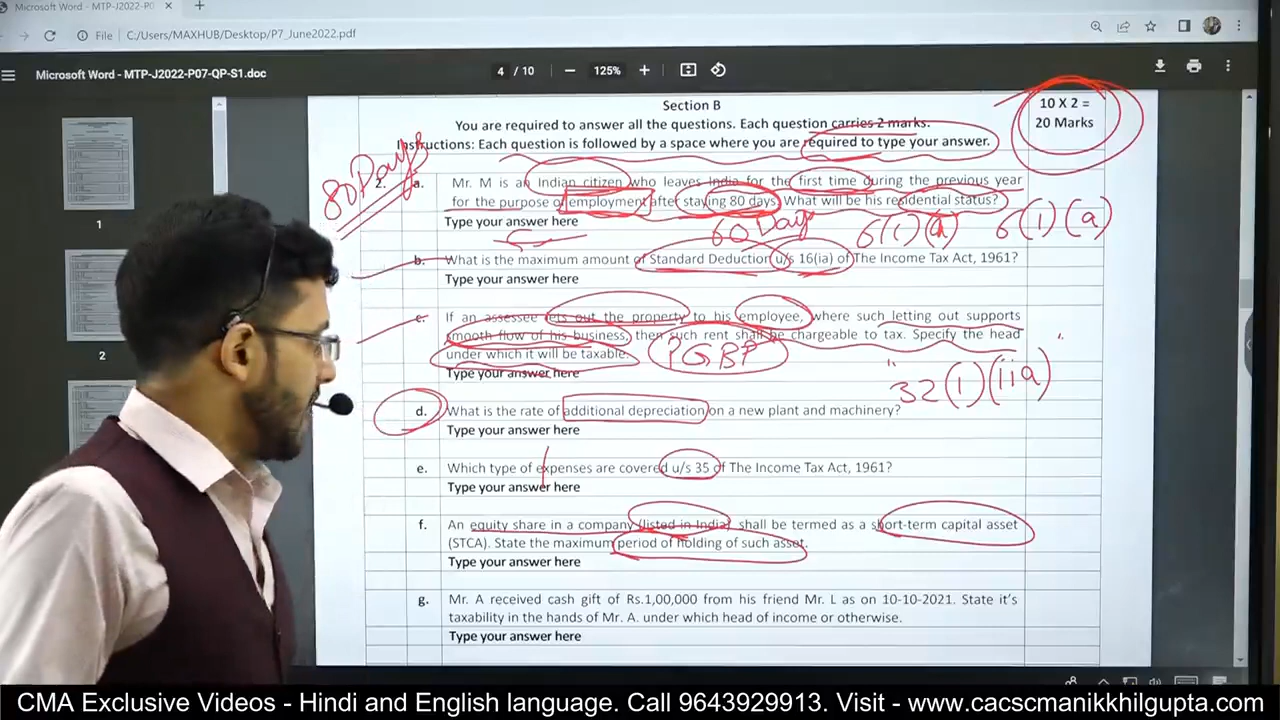 Microsoft Word - MTP-J2022-P0
File C:/Users/MAXHUB/Desktop/P7_June2022.pdf
Microsoft Word - MTP-J2022-P07-QP-S1.doc
4 / 10
125%
Section B
10 X 2 =
20 Marks
You are required to answer all the questions. Each question carries 2 marks.
Instructions: Each question is followed by a space where you are required to type your answer.
80 Days
2. a. Mr. M is an Indian citizen who leaves India for the first time during the previous year
for the purpose of employment after staying 80 days. What will be his residential status?
Type your answer here
60 Days
6(1)(a)
6(1)(a)
b. What is the maximum amount of Standard Deduction u/s 16(ia) of The Income Tax Act, 1961?
Type your answer here
c. If an assessee lets out the property to his employee, where such letting out supports
smooth flow of his business, then such rent shall be chargeable to tax. Specify the head
under which it will be taxable.
PGBP
Type your answer here
32(1)(iia)
d. What is the rate of additional depreciation on a new plant and machinery?
Type your answer here
e. Which type of expenses are covered u/s 35 of The Income Tax Act, 1961?
Type your answer here
f. An equity share in a company (listed in India) shall be termed as a short-term capital asset
(STCA). State the maximum period of holding of such asset.
Type your answer here
g. Mr. A received cash gift of Rs.1,00,000 from his friend Mr. L as on 10-10-2021. State it's
taxability in the hands of Mr. A. under which head of income or otherwise.
Type your answer here
1
2
CMA Exclusive Videos - Hindi and English language. Call 9643929913. Visit - www.cacscmanikkhilgupta.com